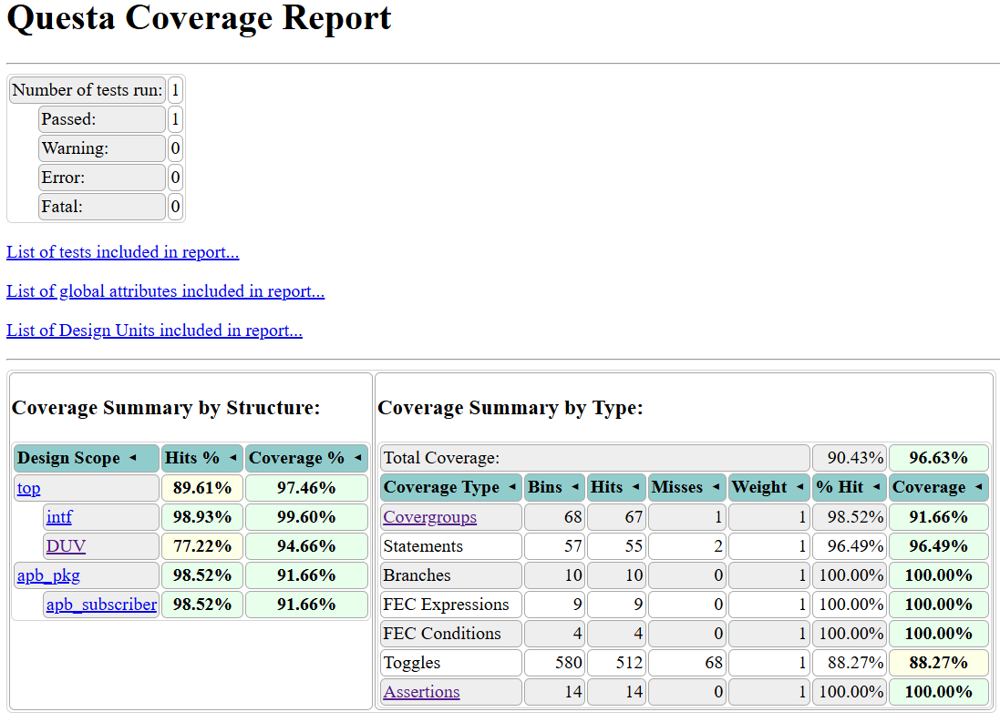 Questa Coverage Report
Number of tests run: 1
Passed: 1
Warning: 0
Error: 0
Fatal: 0
List of tests included in report...
List of global attributes included in report...
List of Design Units included in report...
Coverage Summary by Structure:
Design Scope ◄ Hits % ◄ Coverage % ◄
top 89.61% 97.46%
intf 98.93% 99.60%
DUV 77.22% 94.66%
apb_pkg 98.52% 91.66%
apb_subscriber 98.52% 91.66%
Coverage Summary by Type:
Total Coverage: 90.43% 96.63%
Coverage Type ◄ Bins ◄ Hits ◄ Misses ◄ Weight ◄ % Hit ◄ Coverage ◄
Covergroups 68 67 1 1 98.52% 91.66%
Statements 57 55 2 1 96.49% 96.49%
Branches 10 10 0 1 100.00% 100.00%
FEC Expressions 9 9 0 1 100.00% 100.00%
FEC Conditions 4 4 0 1 100.00% 100.00%
Toggles 580 512 68 1 88.27% 88.27%
Assertions 14 14 0 1 100.00% 100.00%